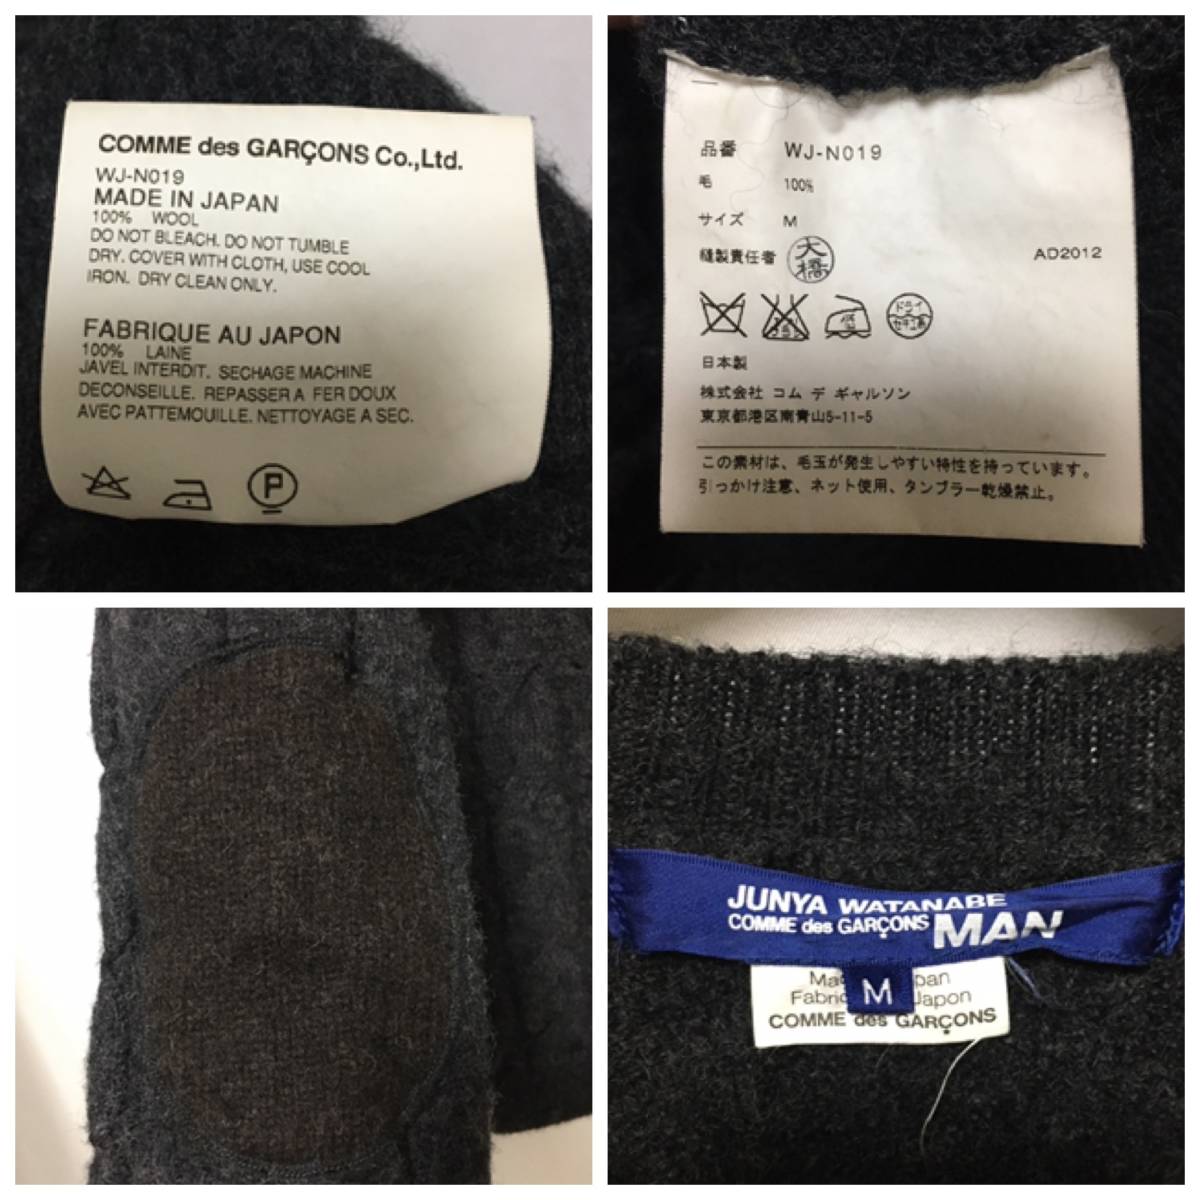 COMME des GARÇONS Co.,Ltd.
WJ-N019
MADE IN JAPAN
100% WOOL
DO NOT BLEACH. DO NOT TUMBLE
DRY. COVER WITH CLOTH, USE COOL
IRON. DRY CLEAN ONLY.
FABRIQUE AU JAPON
100% LAINE
JAVEL INTERDIT. SECHAGE MACHINE
DECONSEILLE. REPASSER A FER DOUX
AVEC PATTEMOUILLE. NETTOYAGE A SEC.
P
品番 WJ-N019
毛 100%
サイズ M
縫製責任者 大橋 AD2012
ドライ
セキユ系
日本製
株式会社 コム デ ギャルソン
東京都港区南青山5-11-5
この素材は、毛玉が発生しやすい特性を持っています。
引っかけ注意、ネット使用、タンブラー乾燥禁止。
JUNYA WATANABE
COMME des GARÇONS MAN
M
COMME des GARÇONS